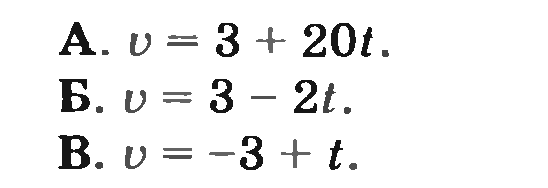 А. v = 3 + 20t.
Б. v = 3 − 2t.
В. v = −3 + t.